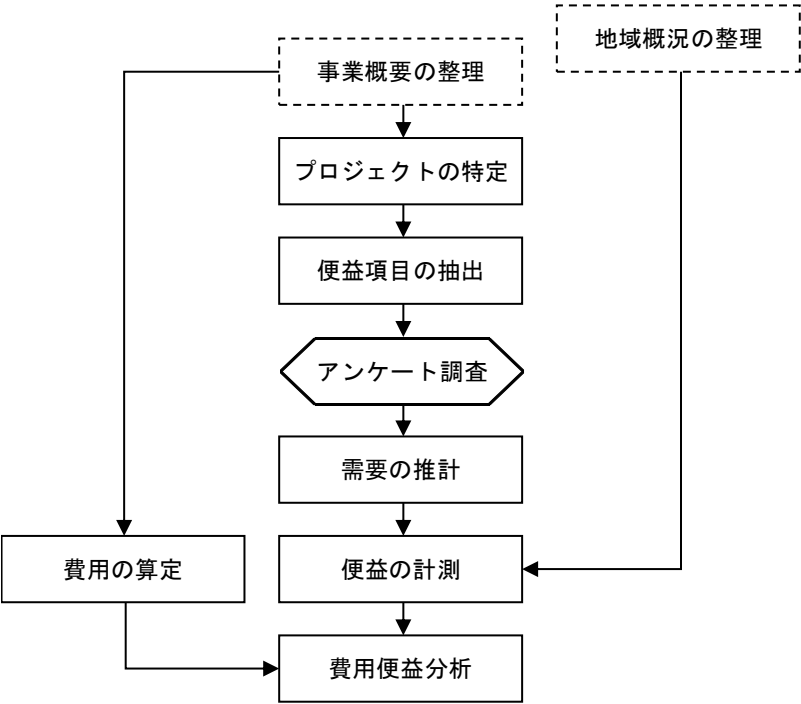 地域概況の整理
事業概要の整理
プロジェクトの特定
便益項目の抽出
アンケート調査
需要の推計
費用の算定
便益の計測
費用便益分析